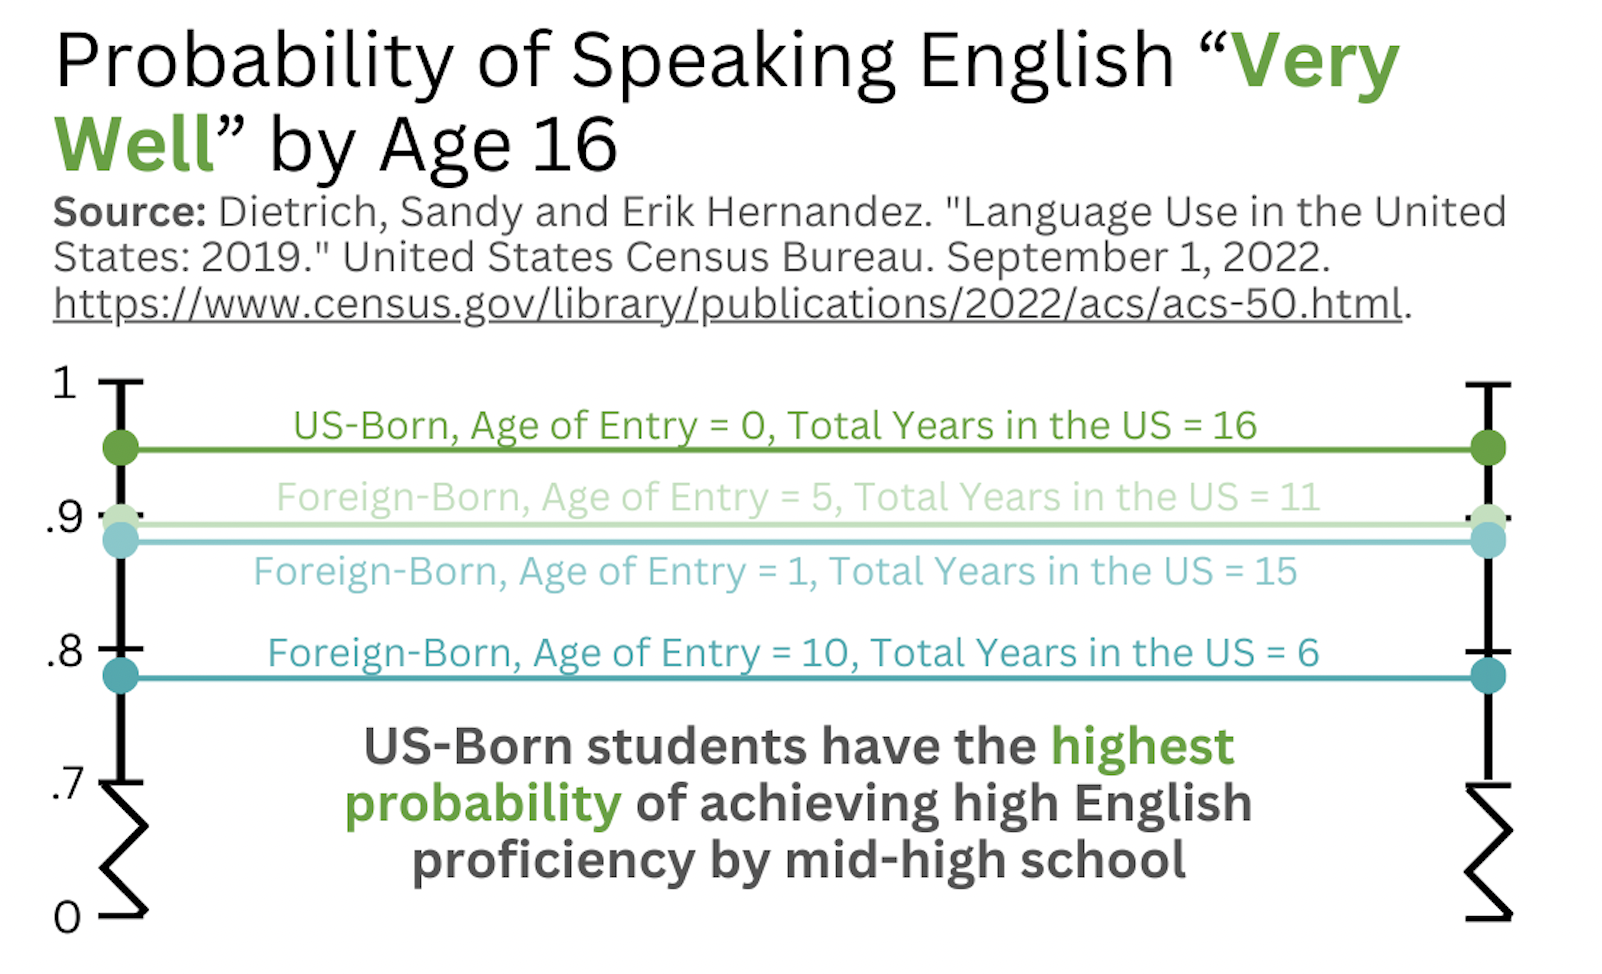 Probability of Speaking English “Very
Well” by Age 16
Source: Dietrich, Sandy and Erik Hernandez. "Language Use in the United
States: 2019." United States Census Bureau. September 1, 2022.
https://www.census.gov/library/publications/2022/acs/acs-50.html.
1
US-Born, Age of Entry = 0, Total Years in the US = 16
Foreign-Born, Age of Entry = 5, Total Years in the US = 11
.9
Foreign-Born, Age of Entry = 1, Total Years in the US = 15
.8
Foreign-Born, Age of Entry = 10, Total Years in the US = 6
US-Born students have the highest
.7
probability of achieving high English
proficiency by mid-high school
0